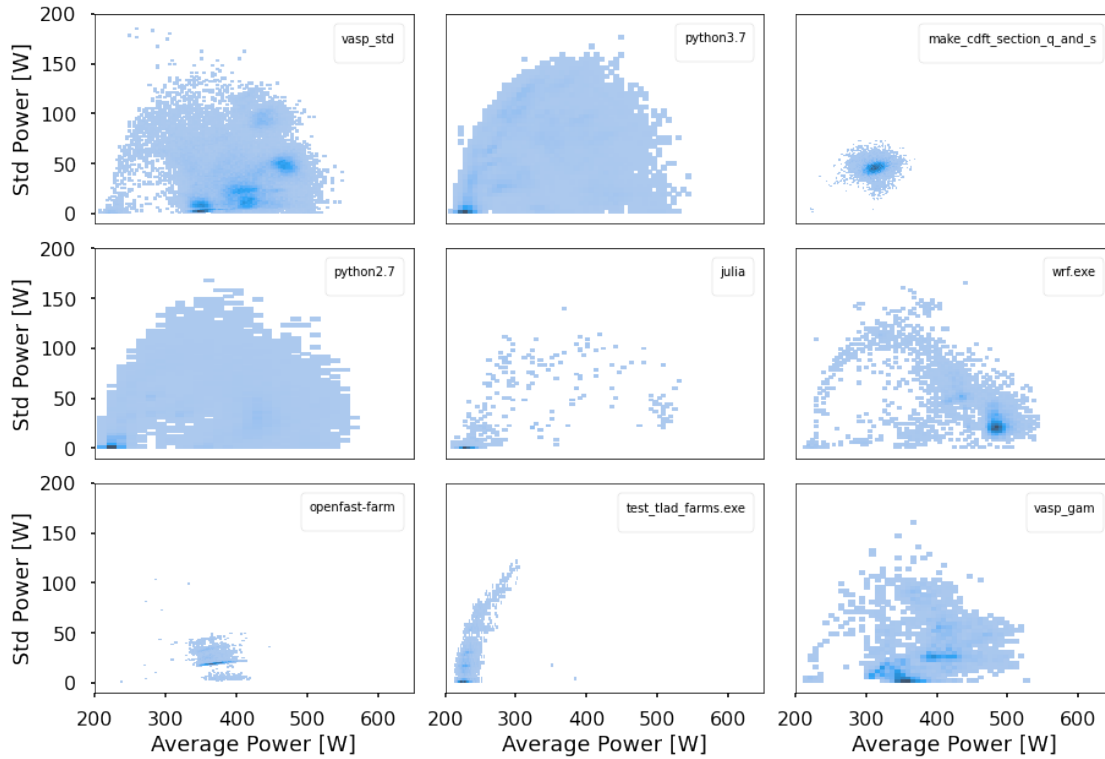 200
150
100
50
0
Std Power [W]
vasp_std
python3.7
make_cdft_section_q_and_s
200
150
100
50
0
Std Power [W]
python2.7
julia
wrf.exe
200
150
100
50
0
Std Power [W]
openfast-farm
test_tlad_farms.exe
vasp_gam
200 300 400 500 600
200 300 400 500 600
200 300 400 500 600
Average Power [W]
Average Power [W]
Average Power [W]